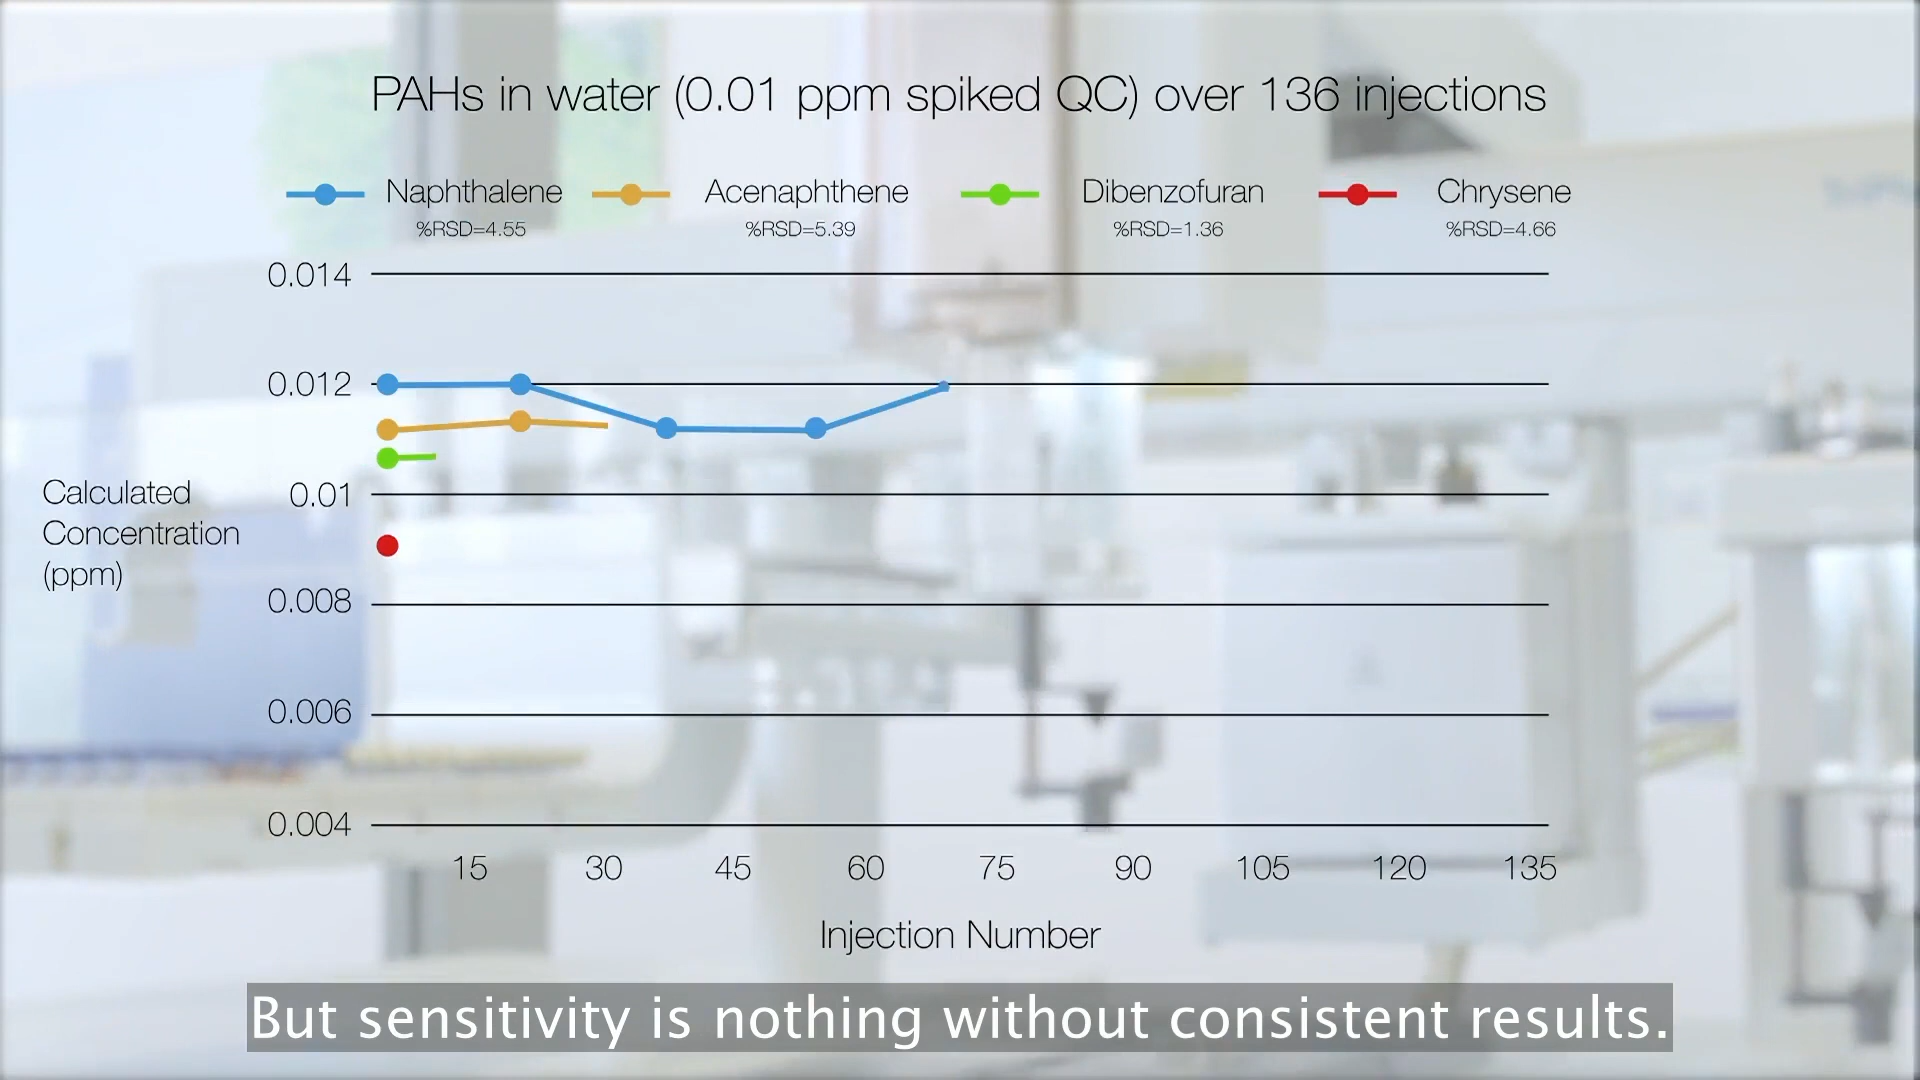 PAHs in water (0.01 ppm spiked QC) over 136 injections
Naphthalene
%RSD=4.55
Acenaphthene
%RSD=5.39
Dibenzofuran
%RSD=1.36
Chrysene
%RSD=4.66
0.014
0.012
0.01
0.008
0.006
0.004
Calculated
Concentration
(ppm)
15 30 45 60 75 90 105 120 135
Injection Number
But sensitivity is nothing without consistent results.